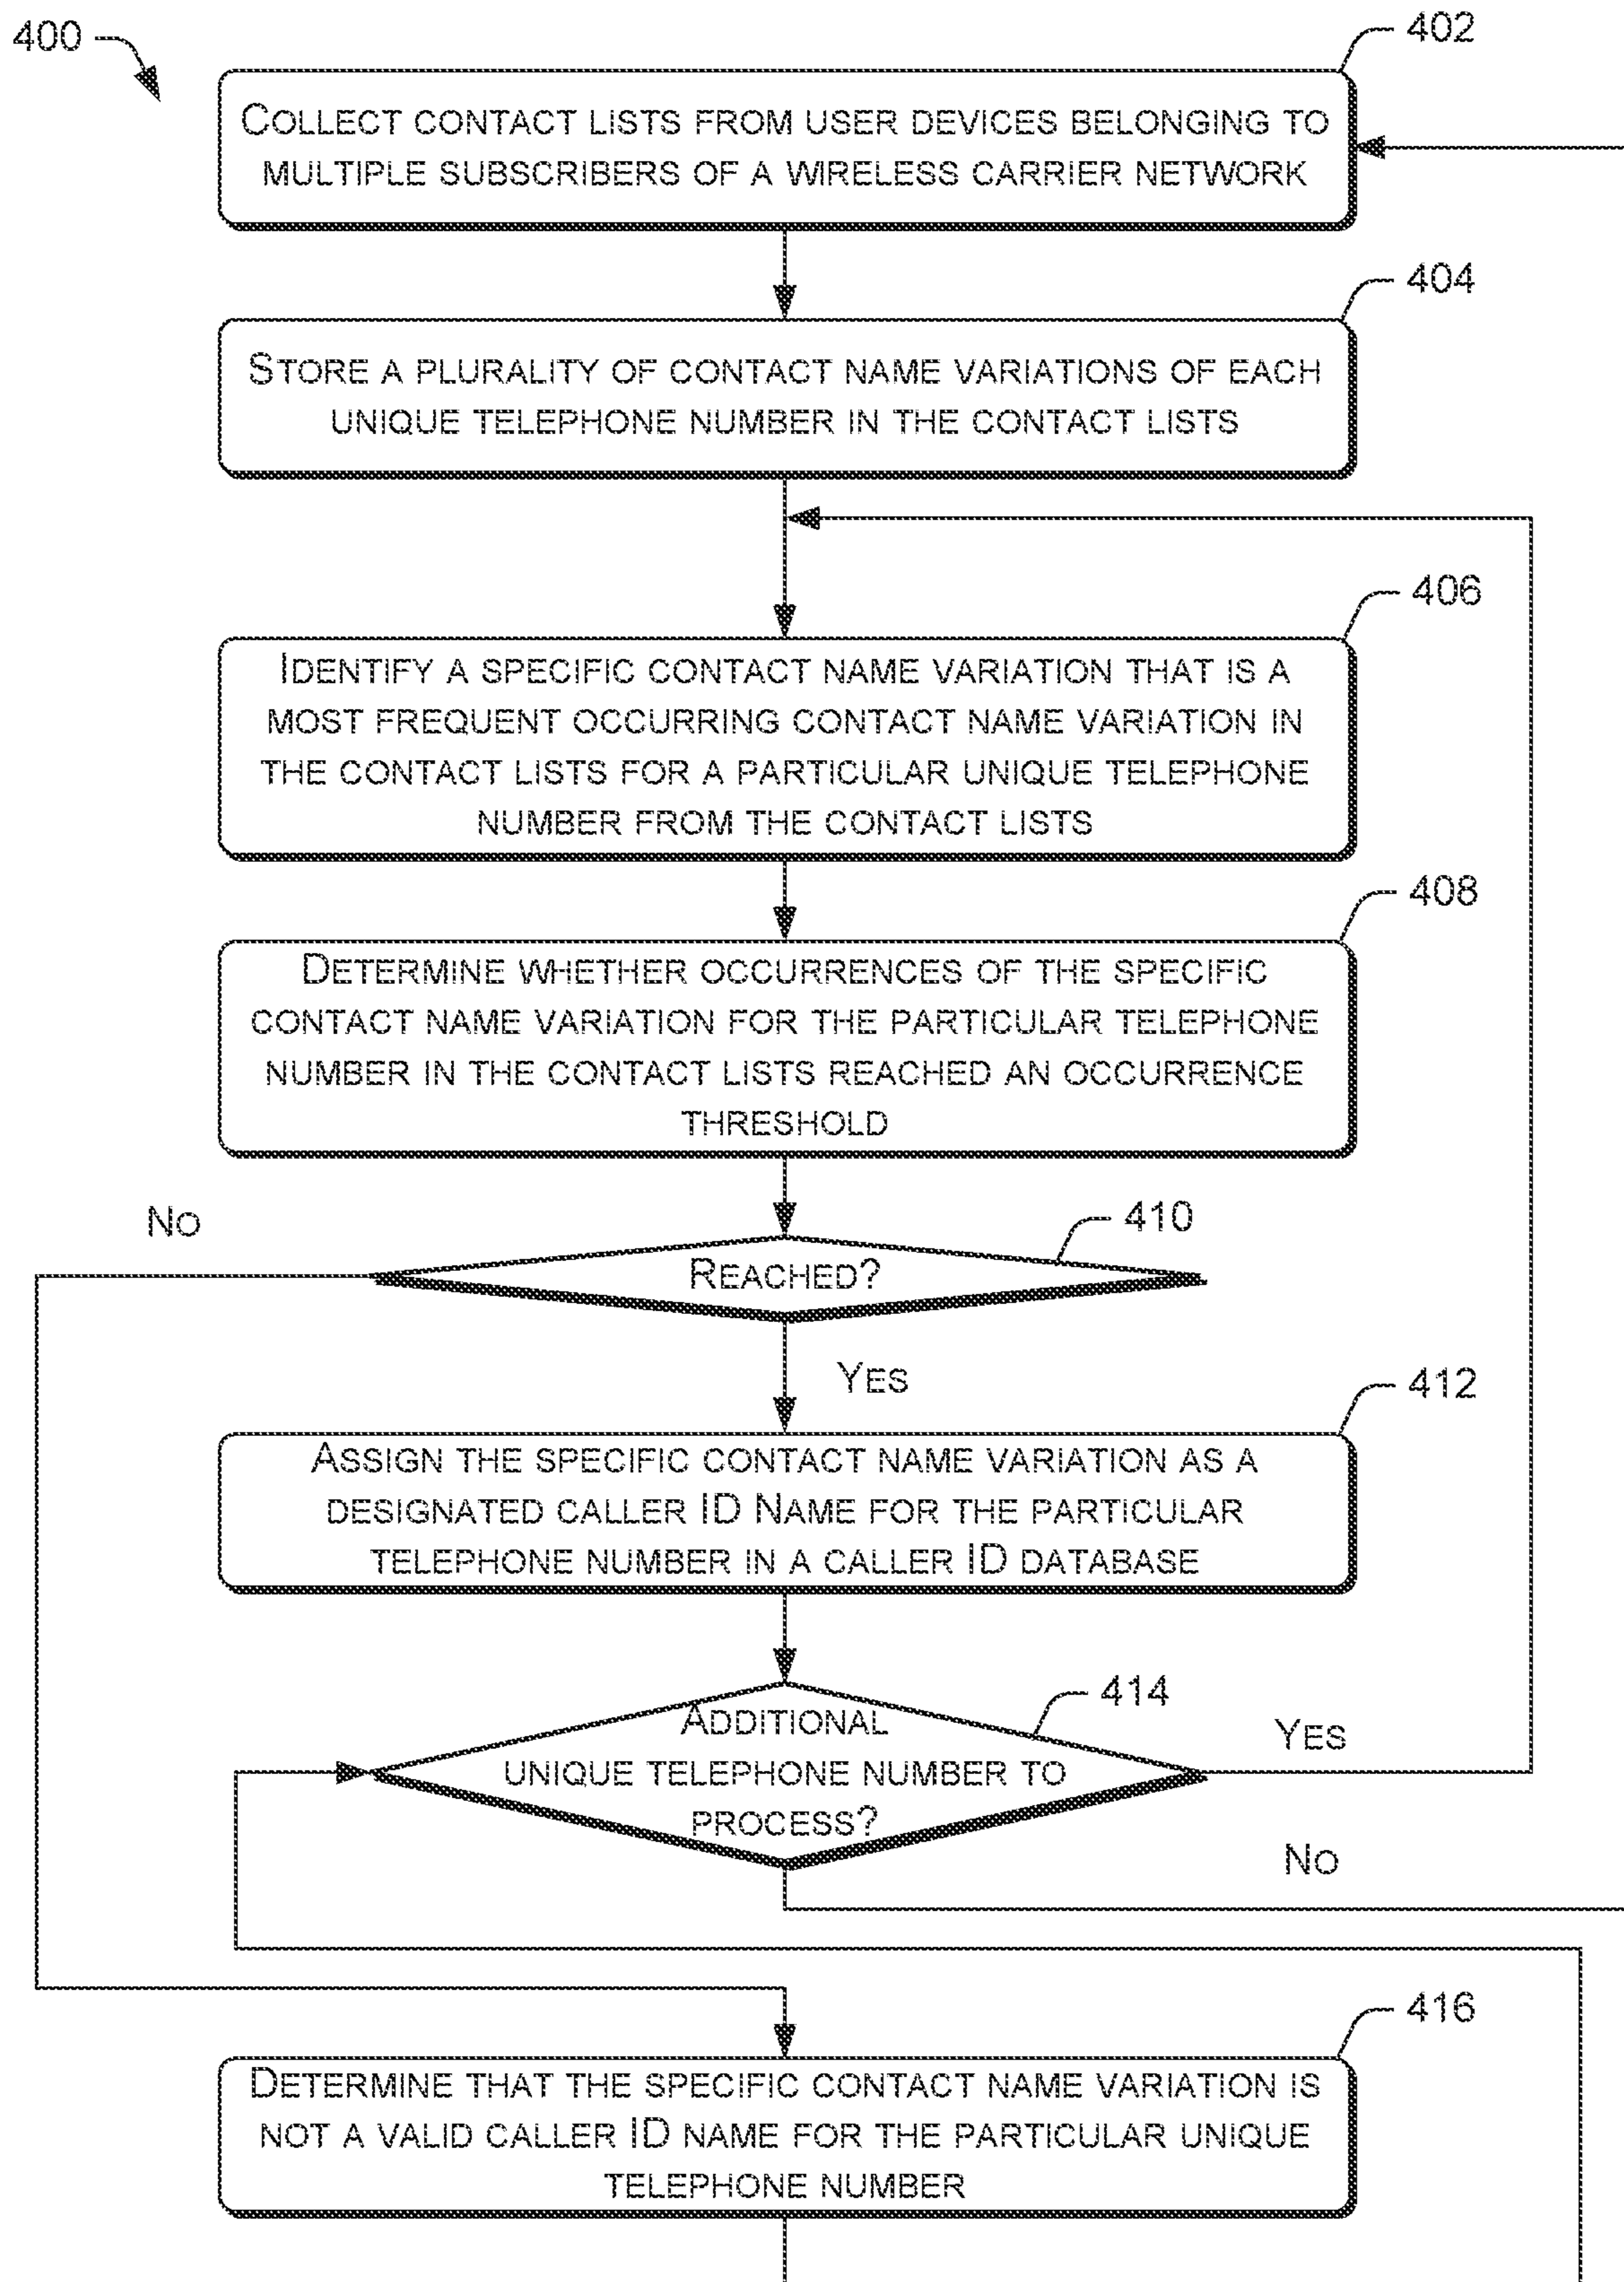 400
402
COLLECT CONTACT LISTS FROM USER DEVICES BELONGING TO
MULTIPLE SUBSCRIBERS OF A WIRELESS CARRIER NETWORK
404
STORE A PLURALITY OF CONTACT NAME VARIATIONS OF EACH
UNIQUE TELEPHONE NUMBER IN THE CONTACT LISTS
406
IDENTIFY A SPECIFIC CONTACT NAME VARIATION THAT IS A
MOST FREQUENT OCCURRING CONTACT NAME VARIATION IN
THE CONTACT LISTS FOR A PARTICULAR UNIQUE TELEPHONE
NUMBER FROM THE CONTACT LISTS
408
DETERMINE WHETHER OCCURRENCES OF THE SPECIFIC
CONTACT NAME VARIATION FOR THE PARTICULAR TELEPHONE
NUMBER IN THE CONTACT LISTS REACHED AN OCCURRENCE
THRESHOLD
NO
410
REACHED?
YES
412
ASSIGN THE SPECIFIC CONTACT NAME VARIATION AS A
DESIGNATED CALLER ID NAME FOR THE PARTICULAR
TELEPHONE NUMBER IN A CALLER ID DATABASE
414
ADDITIONAL
UNIQUE TELEPHONE NUMBER TO
PROCESS?
YES
NO
416
DETERMINE THAT THE SPECIFIC CONTACT NAME VARIATION IS
NOT A VALID CALLER ID NAME FOR THE PARTICULAR UNIQUE
TELEPHONE NUMBER